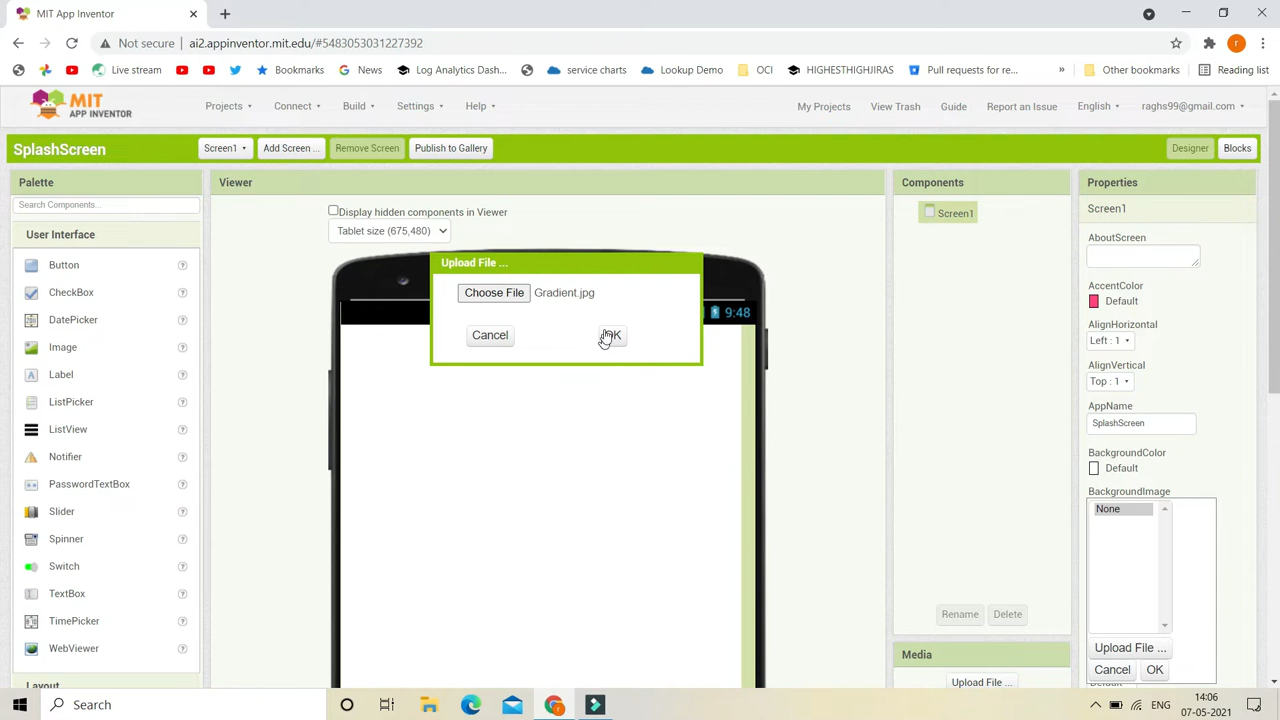 MIT App Inventor
Not secure
ai2.appinventor.mit.edu/#5483053031227392
Live stream
Bookmarks
News
Log Analytics Dash...
service charts
Lookup Demo
OCI
HIGHESTHIGHJIRAS
Pull requests for re...
»
Other bookmarks
Reading list
MIT
APP INVENTOR
Projects
Connect
Build
Settings
Help
My Projects
View Trash
Guide
Report an Issue
English
raghs99@gmail.com
SplashScreen
Screen1
Add Screen ...
Remove Screen
Publish to Gallery
Designer
Blocks
Palette
Search Components...
User Interface
Button
CheckBox
DatePicker
Image
Label
ListPicker
ListView
Notifier
PasswordTextBox
Slider
Spinner
Switch
TextBox
TimePicker
WebViewer
Layout
Viewer
Display hidden components in Viewer
Tablet size (675,480)
9:48
Upload File ...
Choose File
Gradient.jpg
Cancel
OK
Components
Screen1
Rename
Delete
Media
Upload File ...
Properties
Screen1
AboutScreen
AccentColor
Default
AlignHorizontal
Left : 1
AlignVertical
Top : 1
AppName
SplashScreen
BackgroundColor
Default
BackgroundImage
None
Upload File ...
Cancel
OK
Default
Search
14:06
07-05-2021